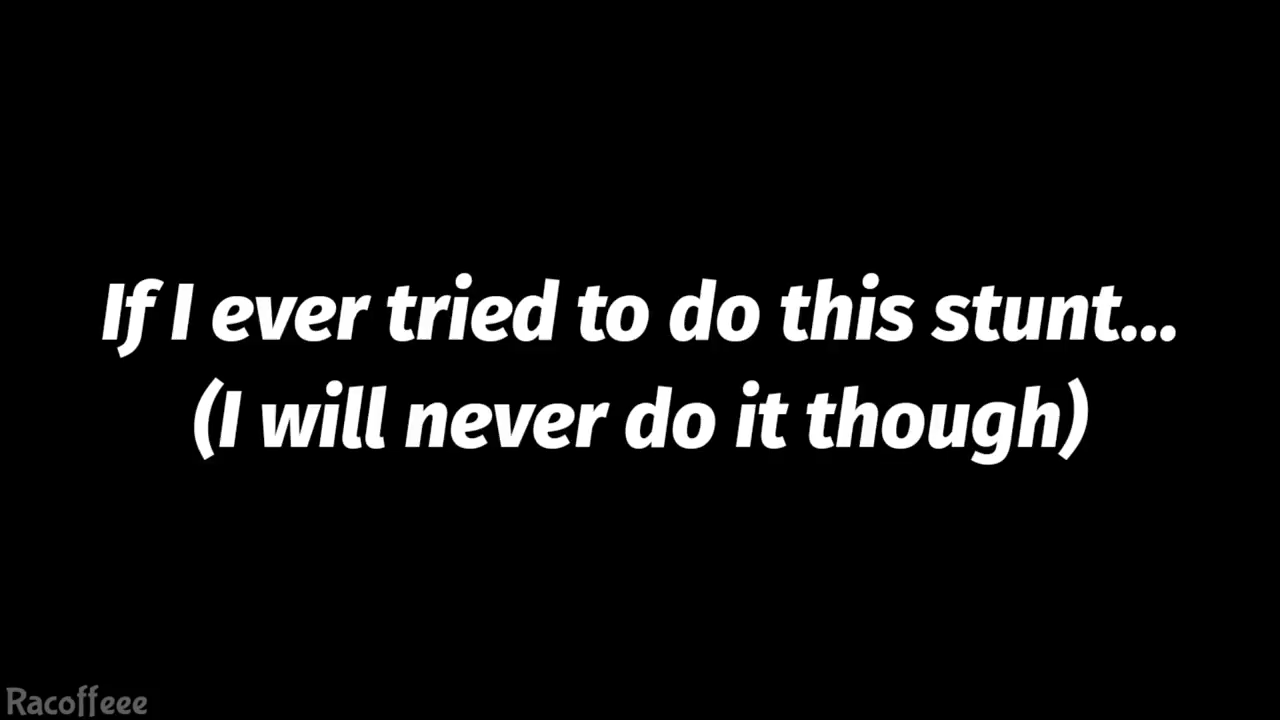 If I ever tried to do this stunt...
(I will never do it though)
Racoffeee